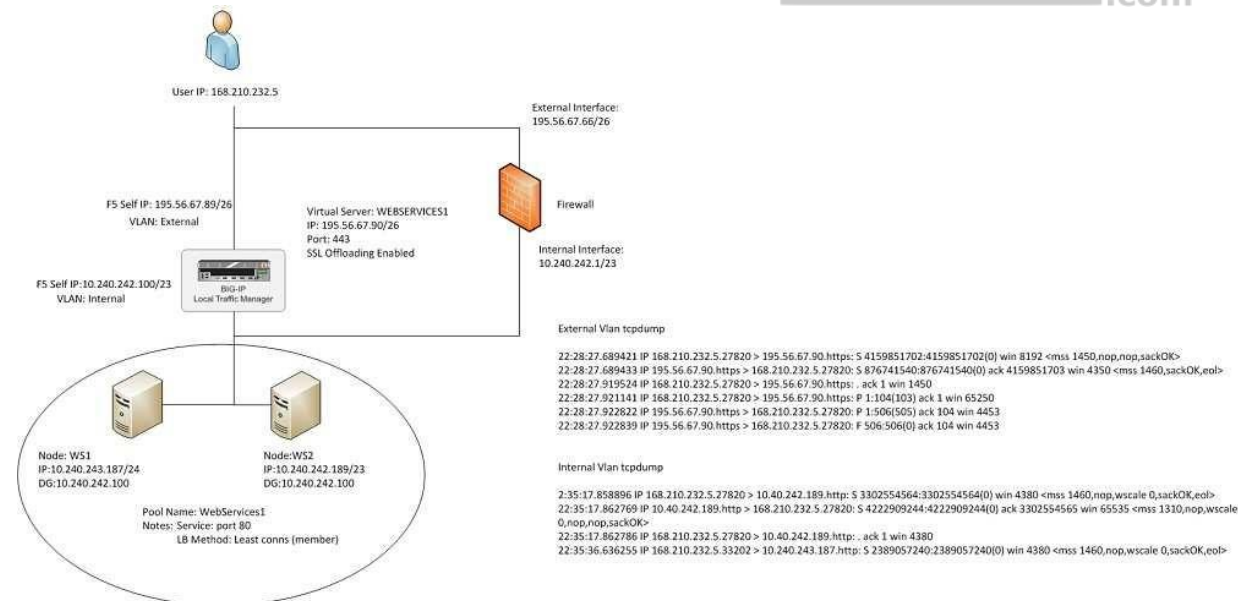 .com
User IP: 168.210.232.5
External Interface:
195.56.67.66/26
F5 Self IP: 195.56.67.89/26
VLAN: External
Virtual Server: WEBSERVICES1
IP: 195.56.67.90/26
Port: 443
SSL Offloading Enabled
Firewall
Internal Interface:
10.240.242.1/23
F5 Self IP:10.240.242.100/23
VLAN: Internal
BIG-IP
Local Traffic Manager
External Vlan tcpdump
22:28:27.689421 IP 168.210.232.5.27820 > 195.56.67.90.https: S 4159851702:4159851702(0) win 8192 <mss 1450,nop,nop,sackOK>
22:28:27.689433 IP 195.56.67.90.https > 168.210.232.5.27820: S 876741540:876741540(0) ack 4159851703 win 4350 <mss 1460,sackOK,eol>
22:28:27.919524 IP 168.210.232.5.27820 > 195.56.67.90.https: . ack 1 win 1450
22:28:27.921141 IP 168.210.232.5.27820 > 195.56.67.90.https: P 1:104(103) ack 1 win 65250
22:28:27.922822 IP 195.56.67.90.https > 168.210.232.5.27820: P 1:506(505) ack 104 win 4453
22:28:27.922839 IP 195.56.67.90.https > 168.210.232.5.27820: F 506:506(0) ack 104 win 4453
Internal Vlan tcpdump
2:35:17.858896 IP 168.210.232.5.27820 > 10.40.242.189.http: S 3302554564:3302554564(0) win 4380 <mss 1460,nop,wscale 0,sackOK,eol>
22:35:17.862769 IP 10.40.242.189.http > 168.210.232.5.27820: S 4222909244:4222909244(0) ack 3302554565 win 65535 <mss 1310,nop,wscale
0,nop,nop,sackOK>
22:35:17.862786 IP 168.210.232.5.27820 > 10.40.242.189.http: . ack 1 win 4380
22:35:36.636255 IP 168.210.232.5.33202 > 10.240.243.187.http: S 2389057240:2389057240(0) win 4380 <mss 1460,nop,wscale 0,sackOK,eol>
Node: WS1
IP:10.240.243.187/24
DG:10.240.242.100
Node:WS2
IP:10.240.242.189/23
DG:10.240.242.100
Pool Name: WebServices1
Notes: Service: port 80
LB Method: Least conns (member)